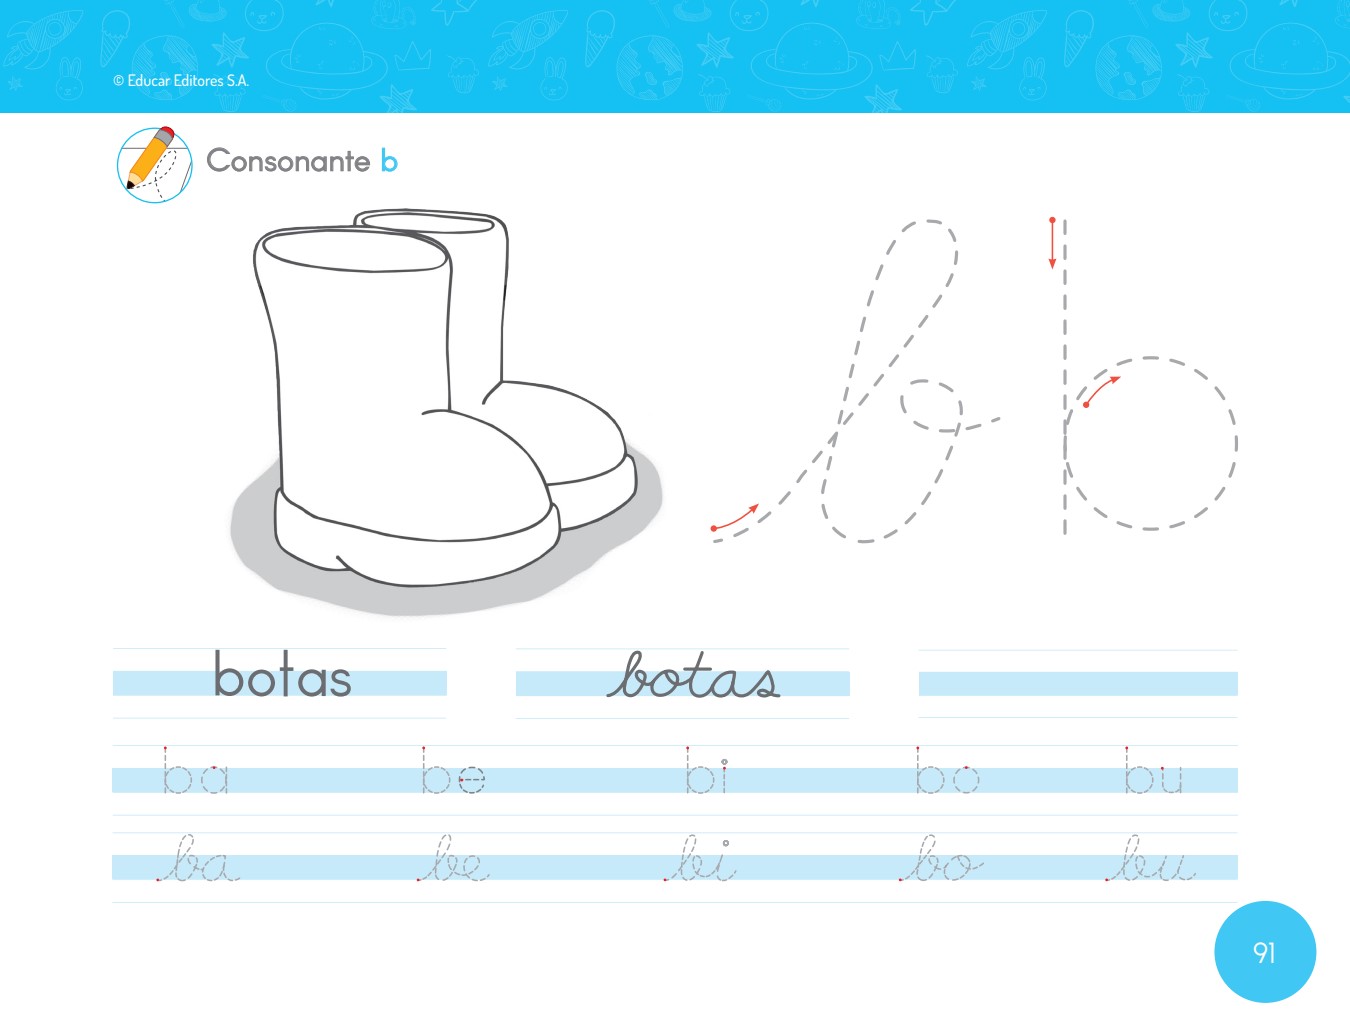 © Educar Editores S.A.
Consonante b
b b
botas botas
ba be bi bo bu
ba be bi bo bu
91